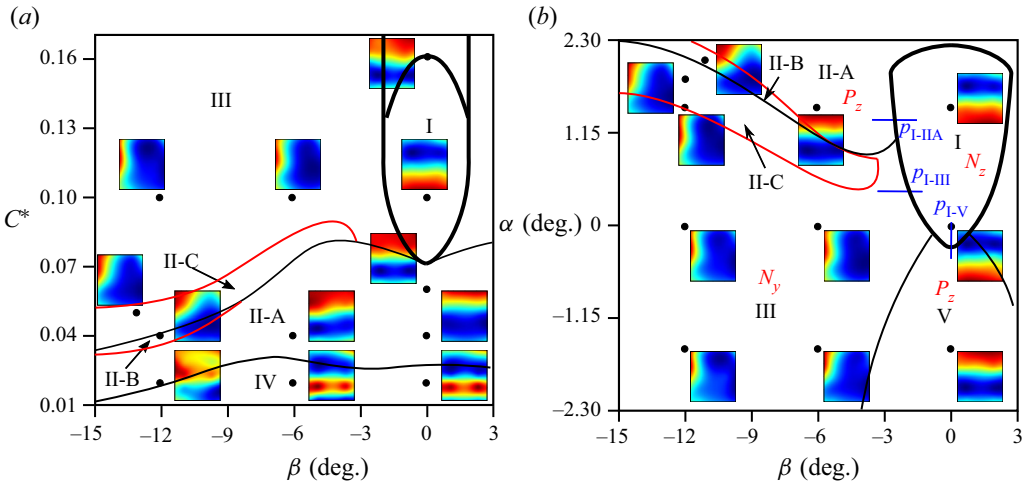 (a)
0.16
0.13
0.10
0.07
0.04
0.01
C*
III
I
II-C
II-A
II-B
IV
−15
−12
−9
−6
−3
0
3
β (deg.)
(b)
2.30
1.15
0
−1.15
−2.30
α (deg.)
II-B
II-A
P_z
I
p_I-IIA
N_z
II-C
p_I-III
p_I-V
N_y
III
P_z
V
−15
−12
−9
−6
−3
0
3
β (deg.)